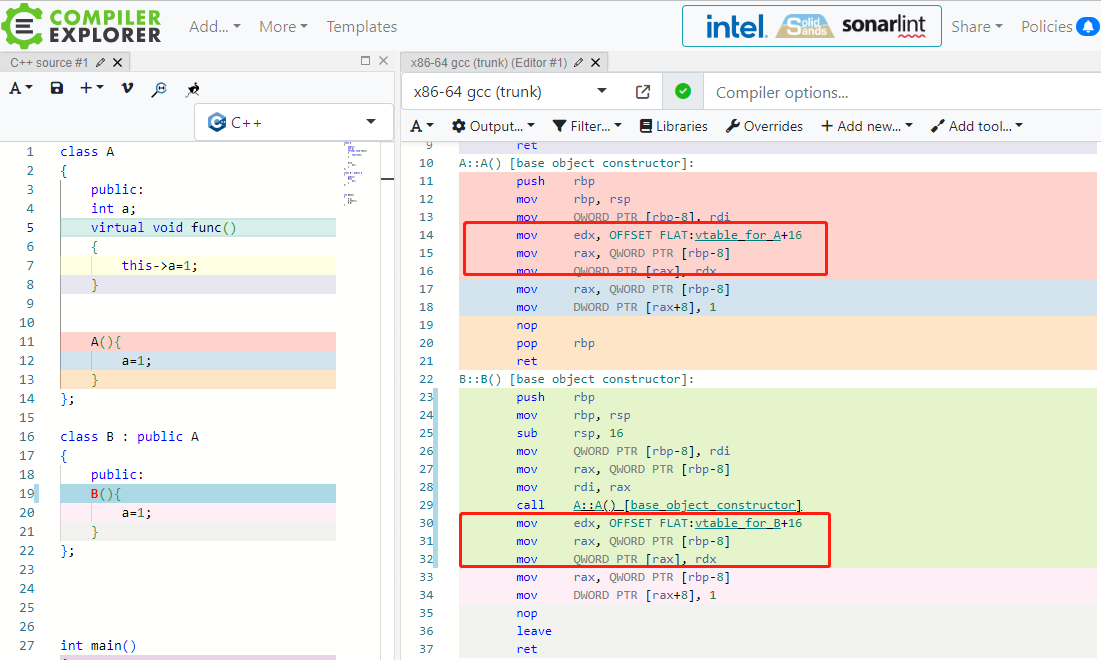 COMPILER
EXPLORER
Add...
More
Templates
intel.
Solid
Sands
sonarlint
Share
Policies
C++ source #1
x86-64 gcc (trunk) (Editor #1)
A
C++
x86-64 gcc (trunk)
Compiler options...
A
Output...
Filter...
Libraries
Overrides
Add new...
Add tool...
1 class A
2 {
3 public:
4 int a;
5 virtual void func()
6 {
7 this->a=1;
8 }
9
10
11 A(){
12 a=1;
13 }
14 };
15
16 class B : public A
17 {
18 public:
19 B(){
20 a=1;
21 }
22 };
23
24
25
26
27 int main()
9 ret
10 A::A() [base object constructor]:
11 push rbp
12 mov rbp, rsp
13 mov QWORD PTR [rbp-8], rdi
14 mov edx, OFFSET FLAT:vtable for A+16
15 mov rax, QWORD PTR [rbp-8]
16 mov QWORD PTR [rax], rdx
17 mov rax, QWORD PTR [rbp-8]
18 mov DWORD PTR [rax+8], 1
19 nop
20 pop rbp
21 ret
22 B::B() [base object constructor]:
23 push rbp
24 mov rbp, rsp
25 sub rsp, 16
26 mov QWORD PTR [rbp-8], rdi
27 mov rax, QWORD PTR [rbp-8]
28 mov rdi, rax
29 call A::A() [base object constructor]
30 mov edx, OFFSET FLAT:vtable for B+16
31 mov rax, QWORD PTR [rbp-8]
32 mov QWORD PTR [rax], rdx
33 mov rax, QWORD PTR [rbp-8]
34 mov DWORD PTR [rax+8], 1
35 nop
36 leave
37 ret